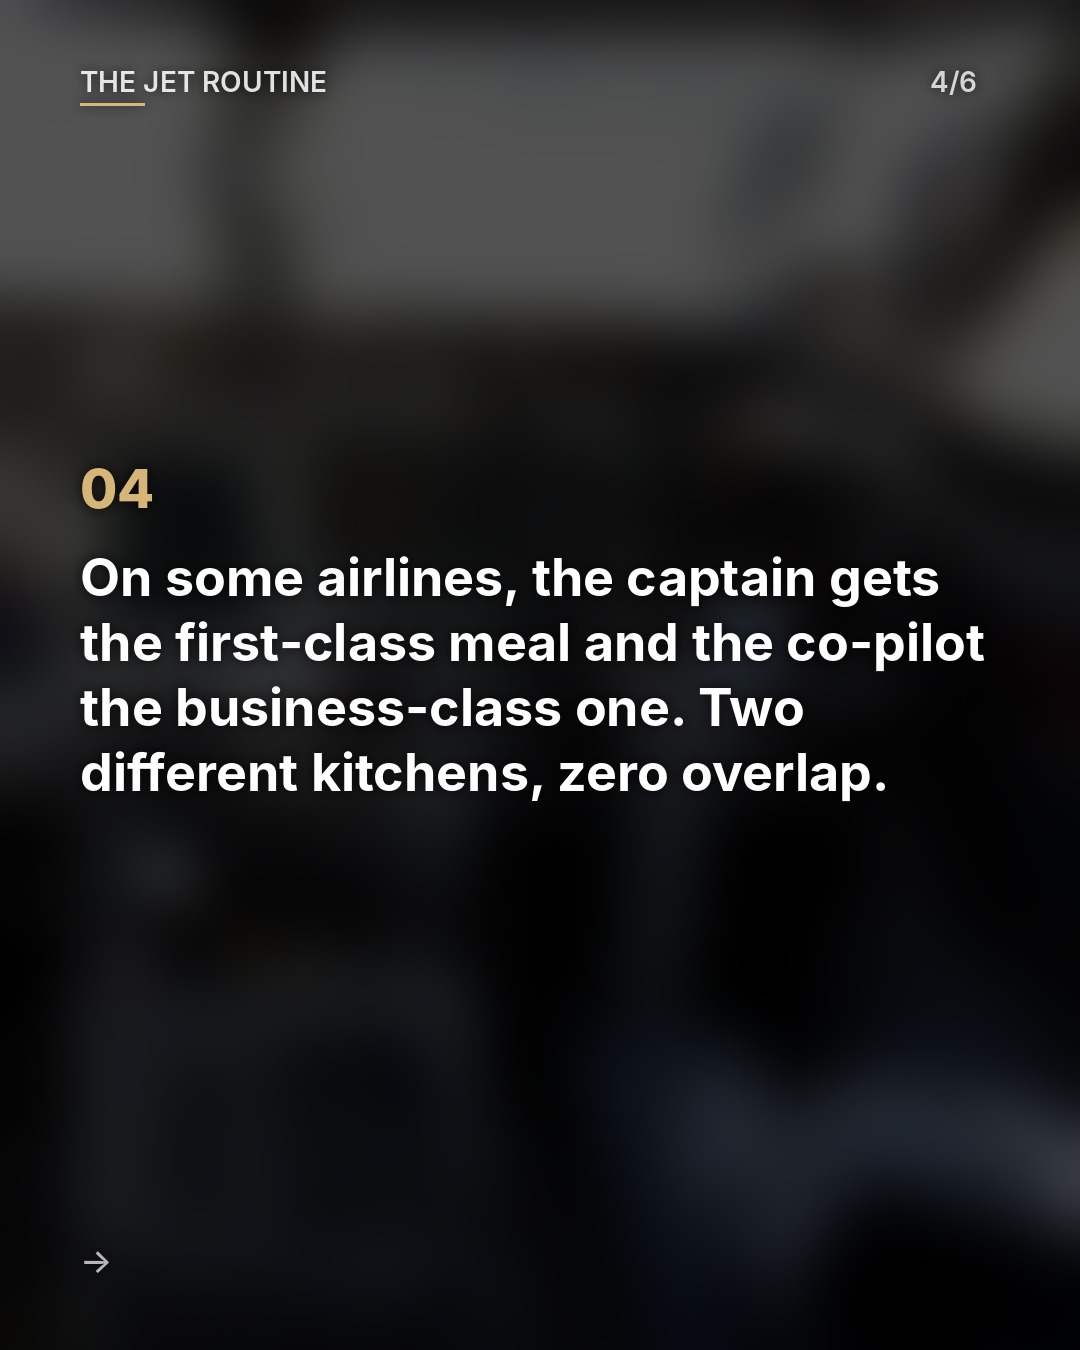 THE JET ROUTINE
4/6
04
On some airlines, the captain gets
the first-class meal and the co-pilot
the business-class one. Two
different kitchens, zero overlap.
→